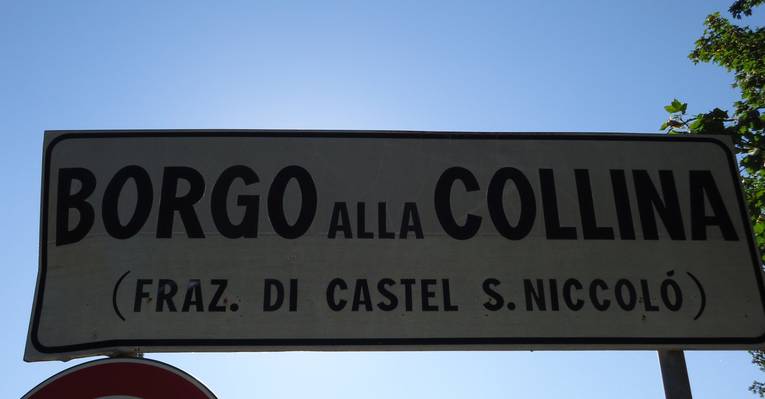 BORGO ALLA COLLINA
(FRAZ. DI CASTEL S. NICCOLÓ)